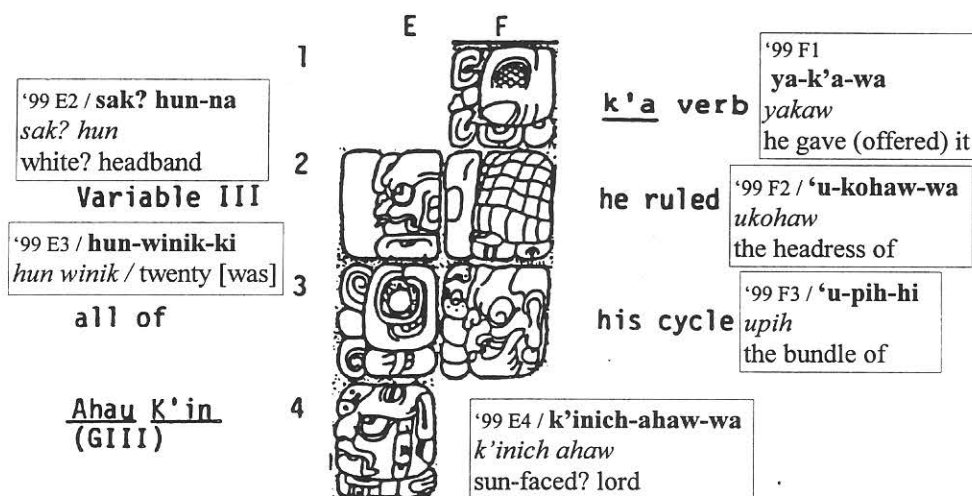 E F
1
'99 F1
ya-k'a-wa
yakaw
he gave (offered) it
k'a verb
'99 E2 / sak? hun-na
sak? hun
white? headband
Variable III
2
he ruled
'99 F2 / 'u-kohaw-wa
ukohaw
the headress of
'99 E3 / hun-winik-ki
hun winik / twenty [was]
all of
3
his cycle
'99 F3 / 'u-pih-hi
upih
the bundle of
Ahau K'in
(GIII)
4
'99 E4 / k'inich-ahaw-wa
k'inich ahaw
sun-faced? lord